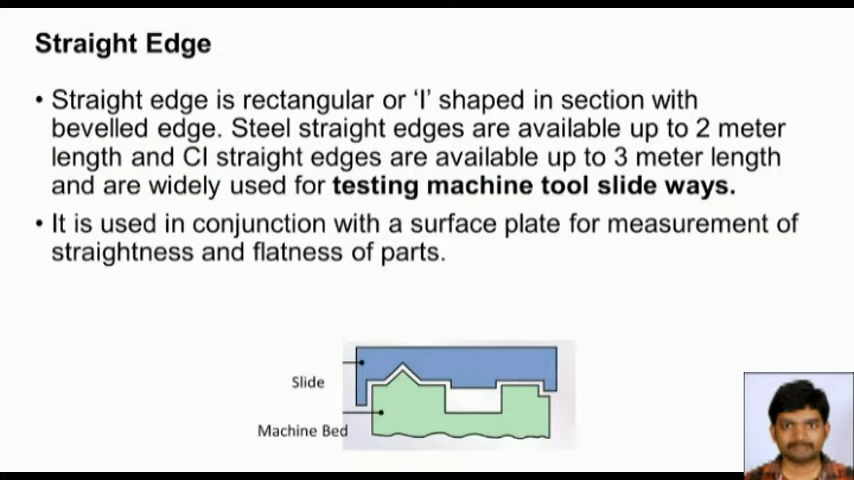 Straight Edge
• Straight edge is rectangular or ‘I’ shaped in section with
bevelled edge. Steel straight edges are available up to 2 meter
length and CI straight edges are available up to 3 meter length
and are widely used for testing machine tool slide ways.
• It is used in conjunction with a surface plate for measurement of
straightness and flatness of parts.
Slide
Machine Bed